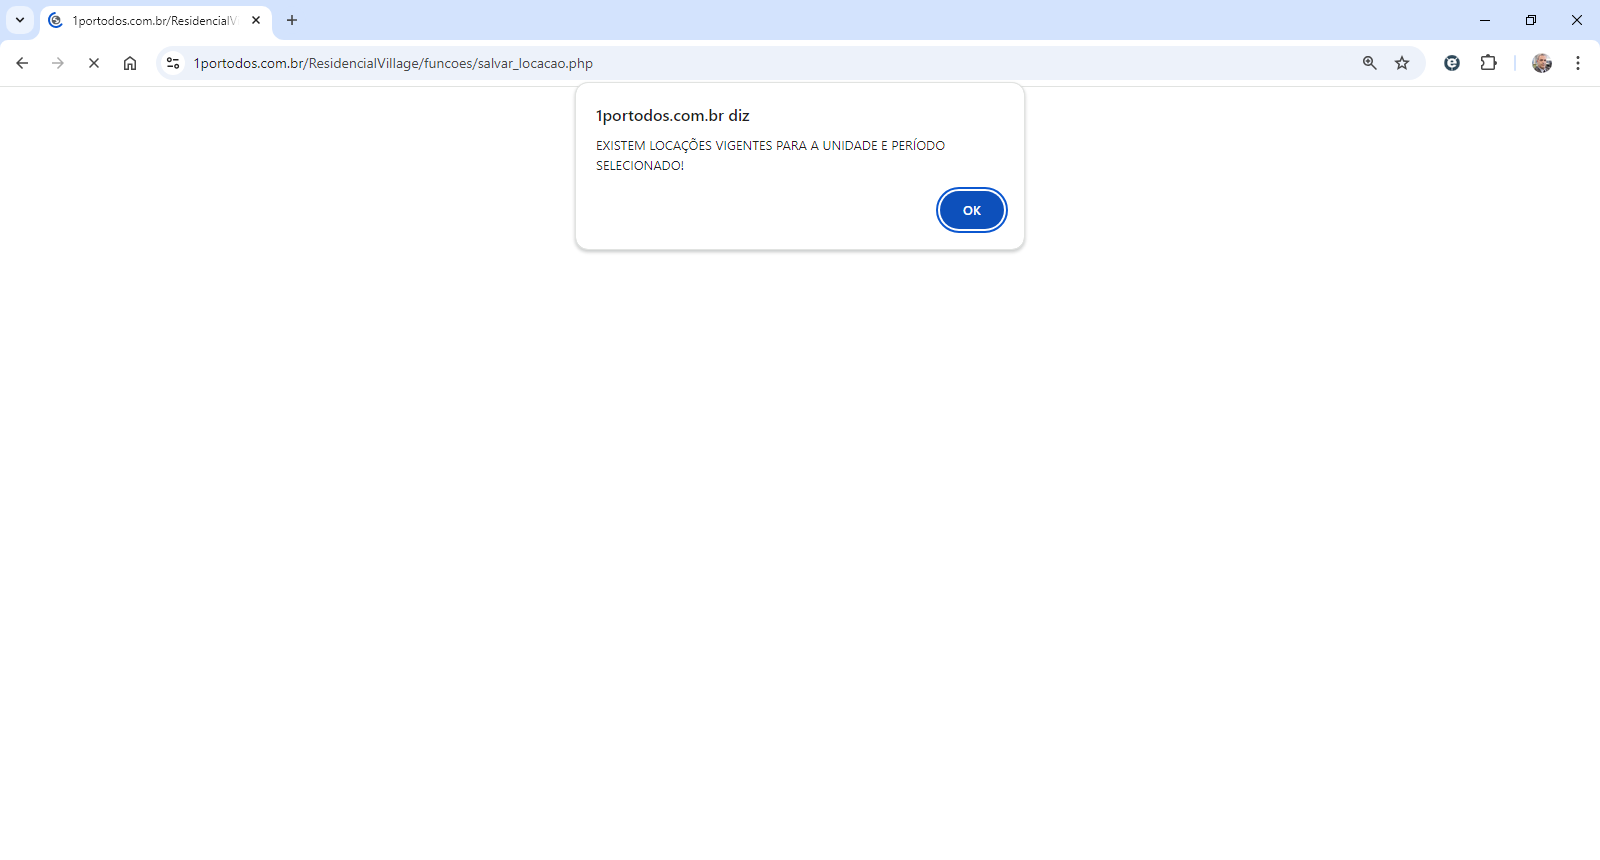 1portodos.com.br/ResidencialV
1portodos.com.br/ResidencialVillage/funcoes/salvar_locacao.php
1portodos.com.br diz
EXISTEM LOCAÇÕES VIGENTES PARA A UNIDADE E PERÍODO
SELECIONADO!
OK